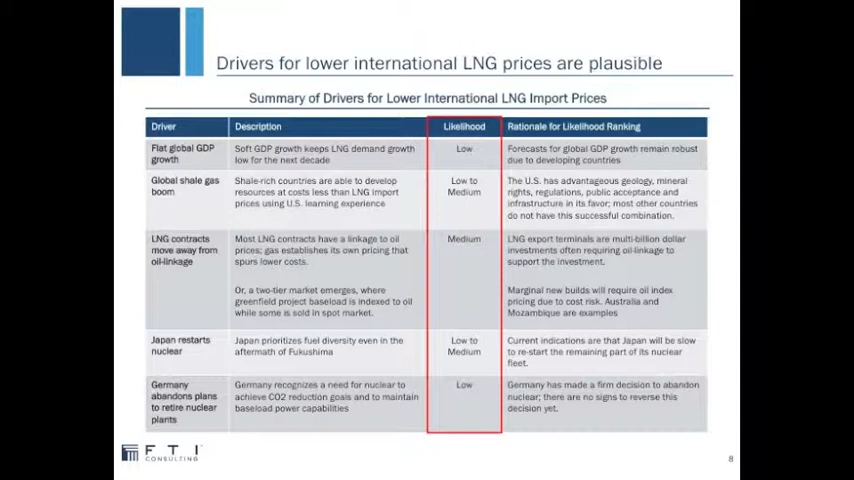 Drivers for lower international LNG prices are plausible
Summary of Drivers for Lower International LNG Import Prices
Driver
Description
Likelihood
Rationale for Likelihood Ranking
Flat global GDP
growth
Soft GDP growth keeps LNG demand growth
low for the next decade
Low
Forecasts for global GDP growth remain robust
due to developing countries
Global shale gas
boom
Shale-rich countries are able to develop
resources at costs less than LNG import
prices using U.S. learning experience
Low to
Medium
The U.S. has advantageous geology, mineral
rights, regulations, public acceptance and
infrastructure in its favor; most other countries
do not have this successful combination.
LNG contracts
move away from
oil-linkage
Most LNG contracts have a linkage to oil
prices; gas establishes its own pricing that
spurs lower costs.
Or, a two-tier market emerges, where
greenfield project baseload is indexed to oil
while some is sold in spot market.
Medium
LNG export terminals are multi-billion dollar
investments often requiring oil-linkage to
support the investment.
Marginal new builds will require oil index
pricing due to cost risk. Australia and
Mozambique are examples
Japan restarts
nuclear
Japan prioritizes fuel diversity even in the
aftermath of Fukushima
Low to
Medium
Current indications are that Japan will be slow
to re-start the remaining part of its nuclear
fleet.
Germany
abandons plans
to retire nuclear
plants
Germany recognizes a need for nuclear to
achieve CO2 reduction goals and to maintain
baseload power capabilities
Low
Germany has made a firm decision to abandon
nuclear; there are no signs to reverse this
decision yet.
F T I
CONSULTING
8